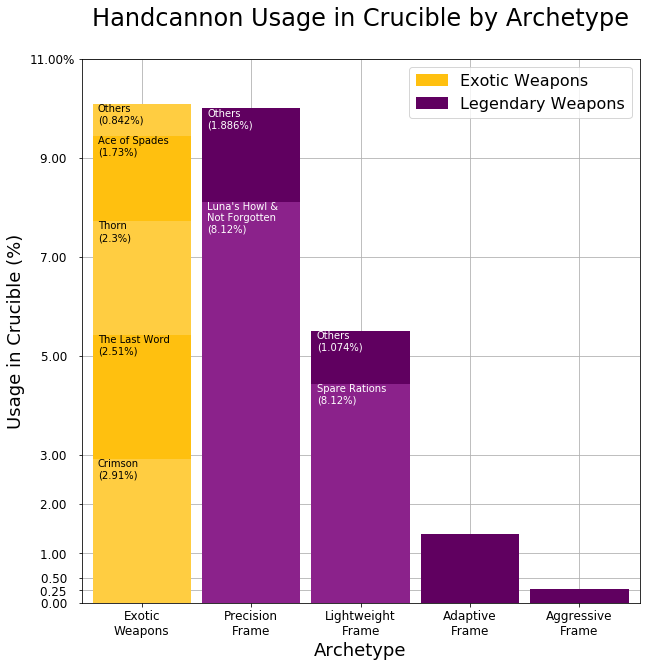 Handcannon Usage in Crucible by Archetype
Exotic Weapons
Legendary Weapons
Usage in Crucible (%)
11.00%
9.00
7.00
5.00
3.00
2.00
1.00
0.50
0.25
0.00
Others
(0.842%)
Ace of Spades
(1.73%)
Thorn
(2.3%)
The Last Word
(2.51%)
Crimson
(2.91%)
Others
(1.886%)
Luna's Howl &
Not Forgotten
(8.12%)
Others
(1.074%)
Spare Rations
(8.12%)
Exotic
Weapons
Precision
Frame
Lightweight
Frame
Adaptive
Frame
Aggressive
Frame
Archetype